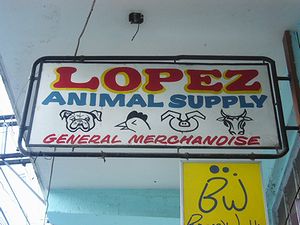 LOPEZ
ANIMAL SUPPLY
GENERAL MERCHANDISE
BW